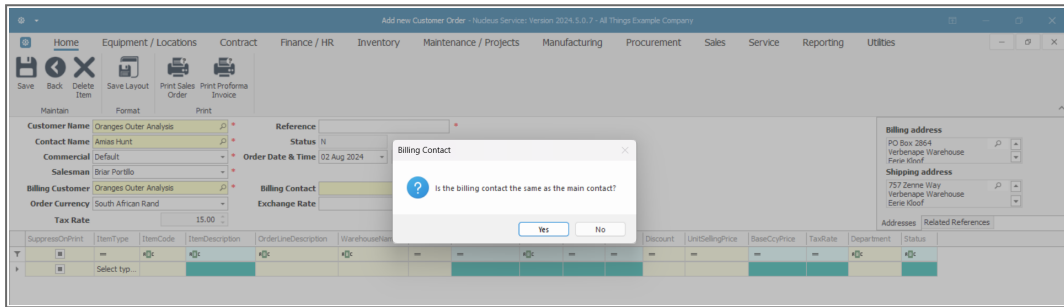 Add new Customer Order - Nucleus Service: Version 2024.5.0.7 - All Things Example Company
Home Equipment / Locations Contract Finance / HR Inventory Maintenance / Projects Manufacturing Procurement Sales Service Reporting Utilities
Save Back Delete Item Save Layout Print Sales Order Print Proforma Invoice
Maintain Format Print
Customer Name Oranges Outer Analysis * Reference *
Contact Name Amias Hunt * Status N
Commercial Default * Order Date & Time 02 Aug 2024
Salesman Briar Portillo *
Billing Customer Oranges Outer Analysis * Billing Contact
Order Currency South African Rand * Exchange Rate
Tax Rate 15.00
Billing address
PO Box 2864
Verbenape Warehouse
Eerie Kloof
Shipping address
757 Zenne Way
Verbenape Warehouse
Eerie Kloof
Addresses Related References
Billing Contact
Is the billing contact the same as the main contact?
Yes No
SuppressOnPrint ItemType ItemCode ItemDescription OrderLineDescription WarehouseNam Discount UnitSellingPrice BaseCcyPrice TaxRate Department Status
Select typ...